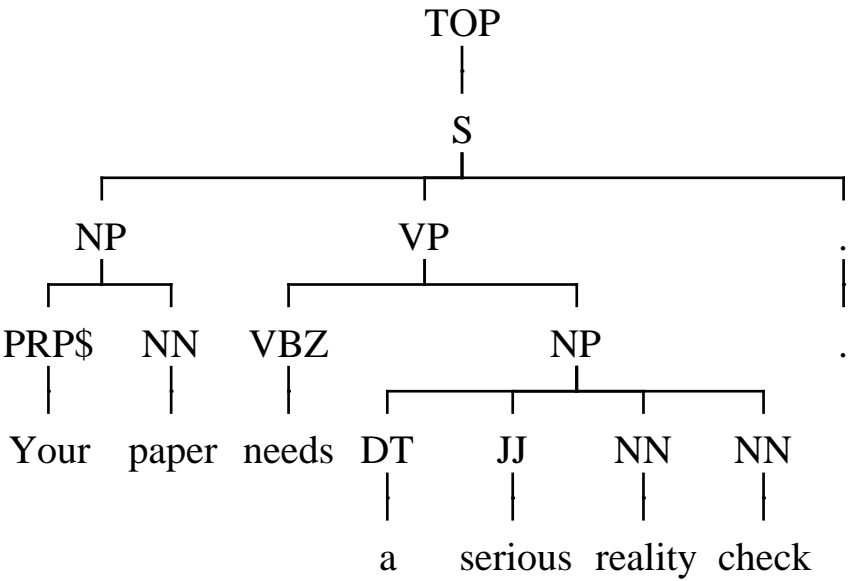 TOP
S
NP VP .
PRP$ NN VBZ NP .
Your paper needs DT JJ NN NN
a serious reality check